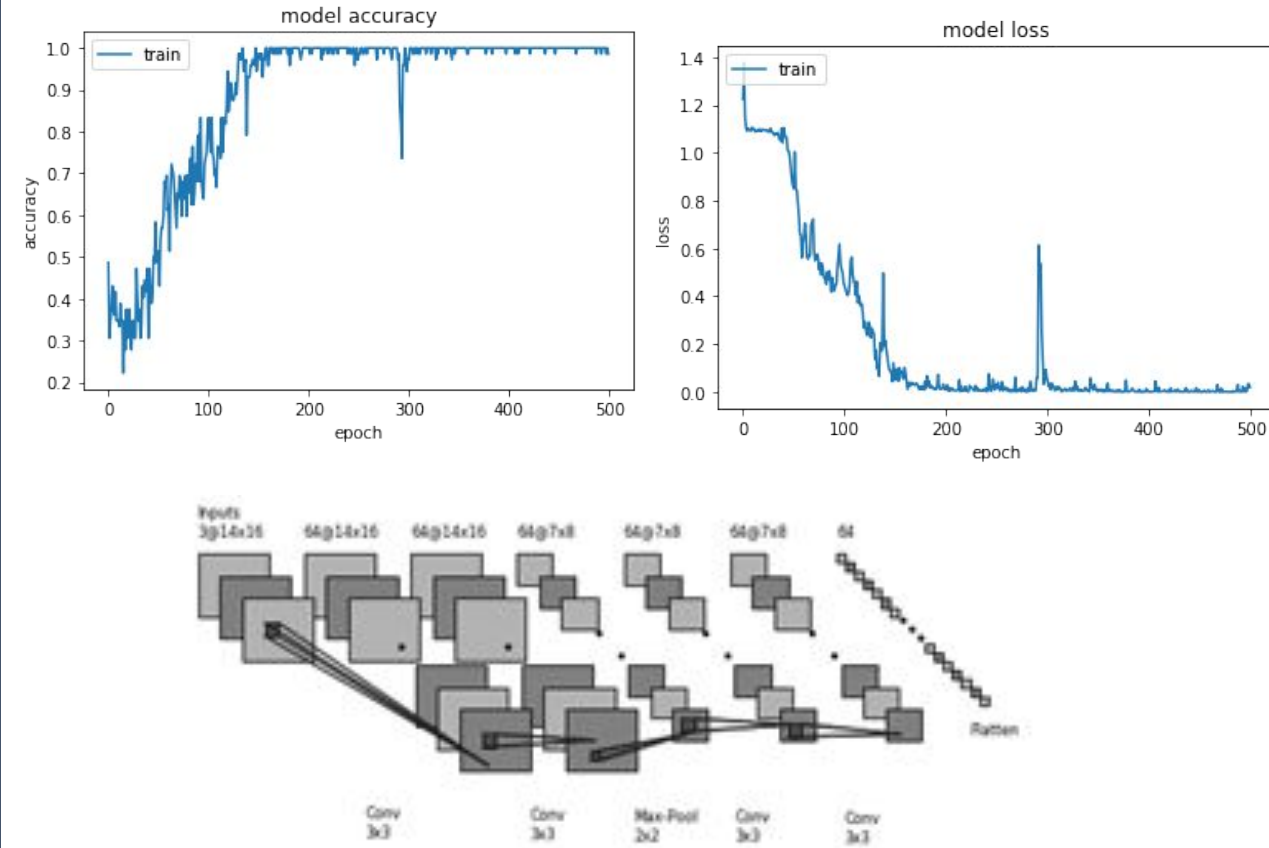 model accuracy
train
1.0
0.9
0.8
0.7
0.6
0.5
0.4
0.3
0.2
accuracy
0 100 200 300 400 500
epoch
model loss
train
1.4
1.2
1.0
0.8
0.6
0.4
0.2
0.0
loss
0 100 200 300 400 500
epoch
Inputs
3@14x16 64@14x16 64@14x16 64@7x8 64@7x8 64@7x8 64
Flatten
Conv Conv Max-Pool Conv Conv
3x3 3x3 2x2 3x3 3x3